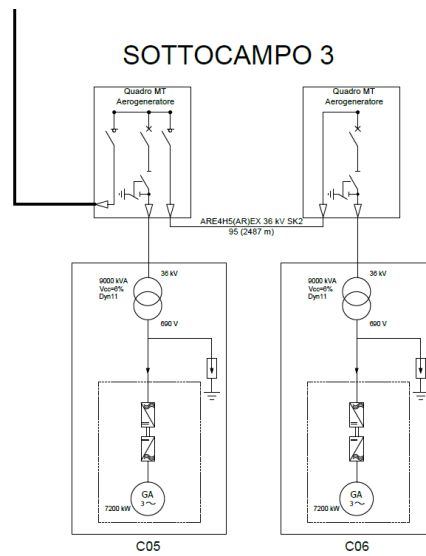 SOTTOCAMPO 3
Quadro MT
Aerogeneratore
Quadro MT
Aerogeneratore
ARE4H5(AR)EX 36 kV SK2
95 (2487 m)
36 kV
9000 kVA
Vcc=6%
Dyn11
690 V
GA
3
7200 kW
C05
36 kV
9000 kVA
Vcc=6%
Dyn11
690 V
GA
3
7200 kW
C06